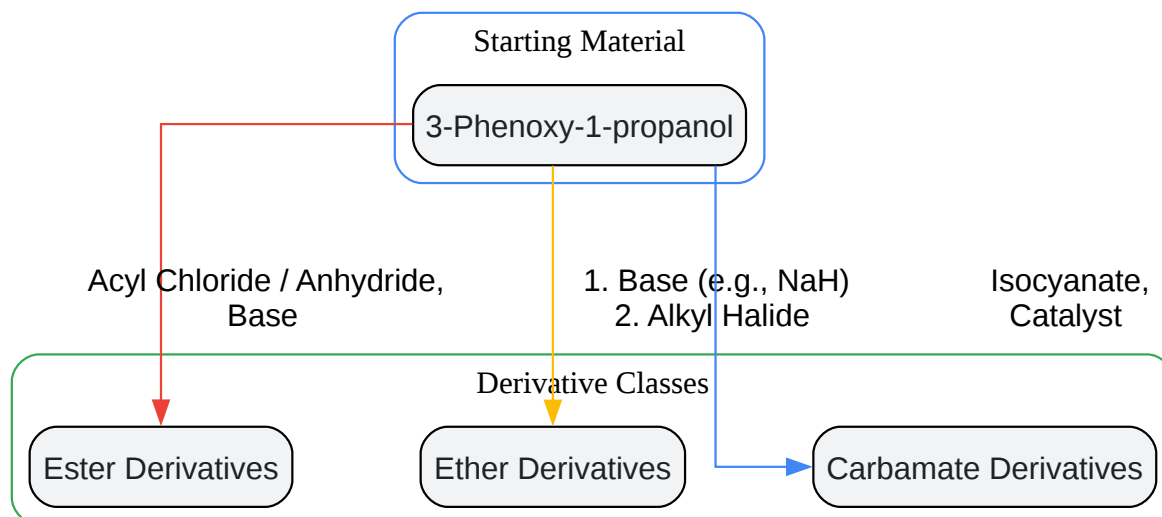 Starting Material
3-Phenoxy-1-propanol
Acyl Chloride / Anhydride,
Base
1. Base (e.g., NaH)
2. Alkyl Halide
Isocyanate,
Catalyst
Derivative Classes
Ester Derivatives
Ether Derivatives
Carbamate Derivatives